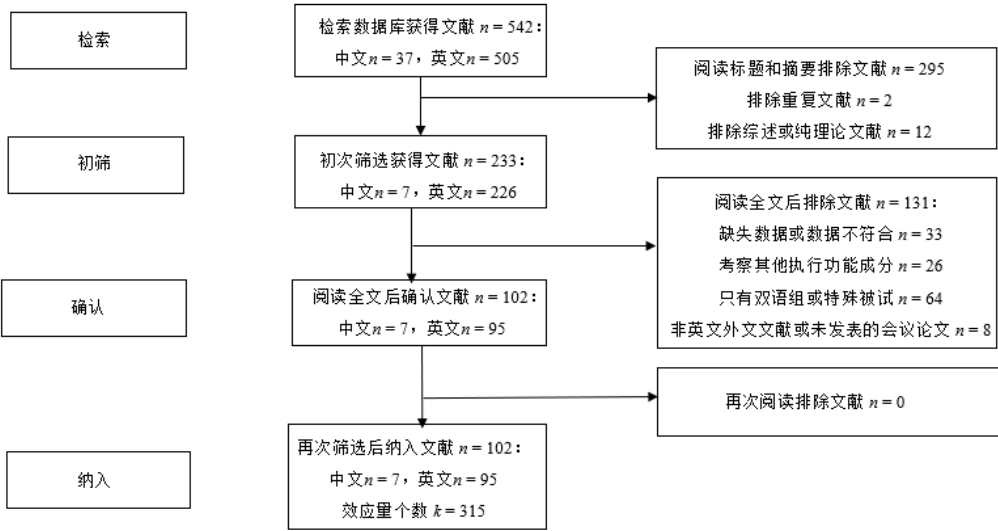 检索
检索数据库获得文献 n = 542：
中文n = 37，英文n = 505
阅读标题和摘要排除文献 n = 295
排除重复文献 n = 2
排除综述或纯理论文献 n = 12
初筛
初次筛选获得文献 n = 233：
中文n = 7，英文n = 226
阅读全文后排除文献 n = 131：
缺失数据或数据不符合 n = 33
考察其他执行功能成分 n = 26
只有双语组或特殊被试 n = 64
非英文外文文献或未发表的会议论文 n = 8
确认
阅读全文后确认文献 n = 102：
中文n = 7，英文n = 95
再次阅读排除文献 n = 0
纳入
再次筛选后纳入文献 n = 102：
中文n = 7，英文n = 95
效应量个数 k = 315